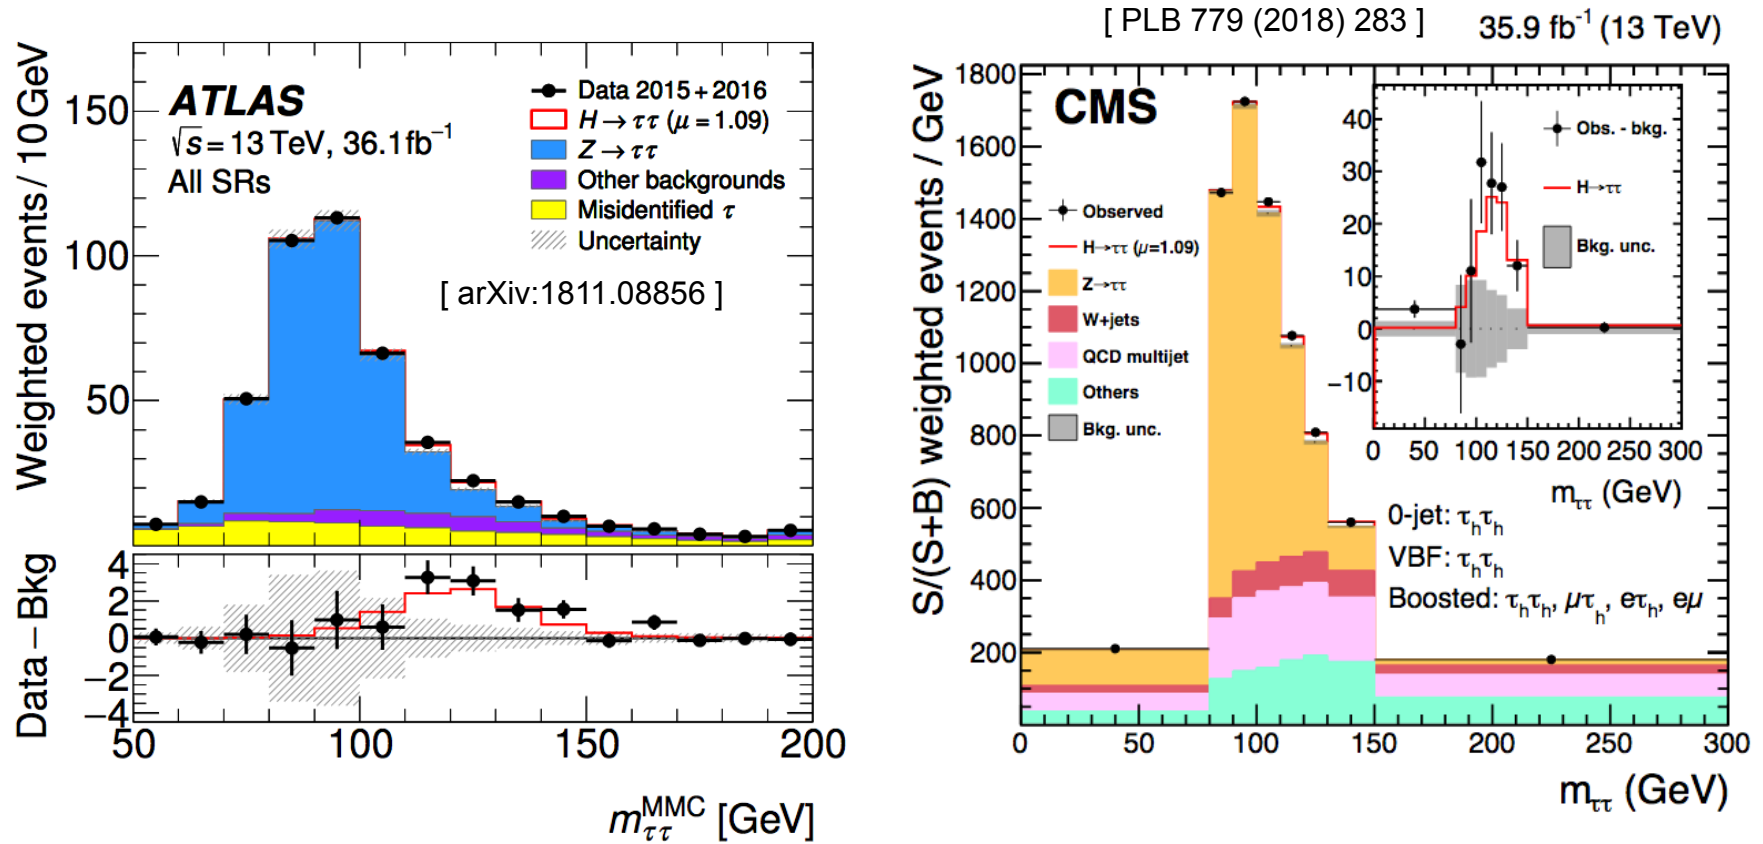 ATLAS
√s = 13 TeV, 36.1 fb⁻¹
All SRs
Data 2015 + 2016
H → ττ (μ = 1.09)
Z → ττ
Other backgrounds
Misidentified τ
Uncertainty
[ arXiv:1811.08856 ]
Weighted events / 10 GeV
150
100
50
Data – Bkg
4
2
0
−2
−4
50
100
150
200
m_ττ^MMC [GeV]
[ PLB 779 (2018) 283 ]
35.9 fb⁻¹ (13 TeV)
CMS
S/(S+B) weighted events / GeV
1800
1600
1400
1200
1000
800
600
400
200
Observed
H→ττ (μ=1.09)
Z→ττ
W+jets
QCD multijet
Others
Bkg. unc.
40
30
20
10
0
−10
Obs. - bkg.
H→ττ
Bkg. unc.
0 50 100 150 200 250 300
m_ττ (GeV)
0-jet: τ_hτ_h
VBF: τ_hτ_h
Boosted: τ_hτ_h, μτ_h, eτ_h, eμ
0 50 100 150 200 250 300
m_ττ (GeV)